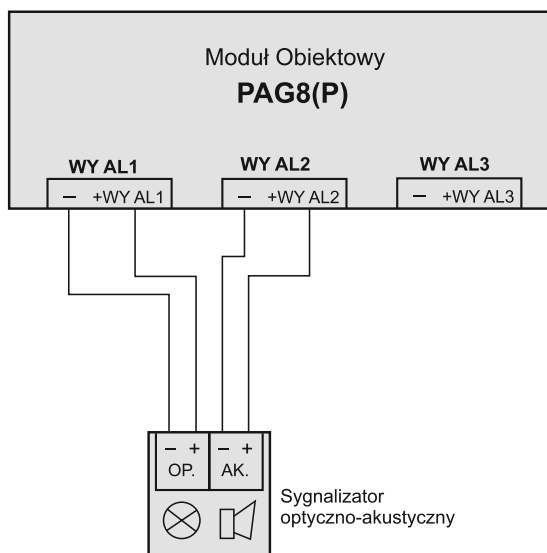 Moduł Obiektowy
PAG8(P)
WY AL1 WY AL2 WY AL3
– +WY AL1 – +WY AL2 – +WY AL3
– + – +
OP. AK.
Sygnalizator
optyczno-akustyczny